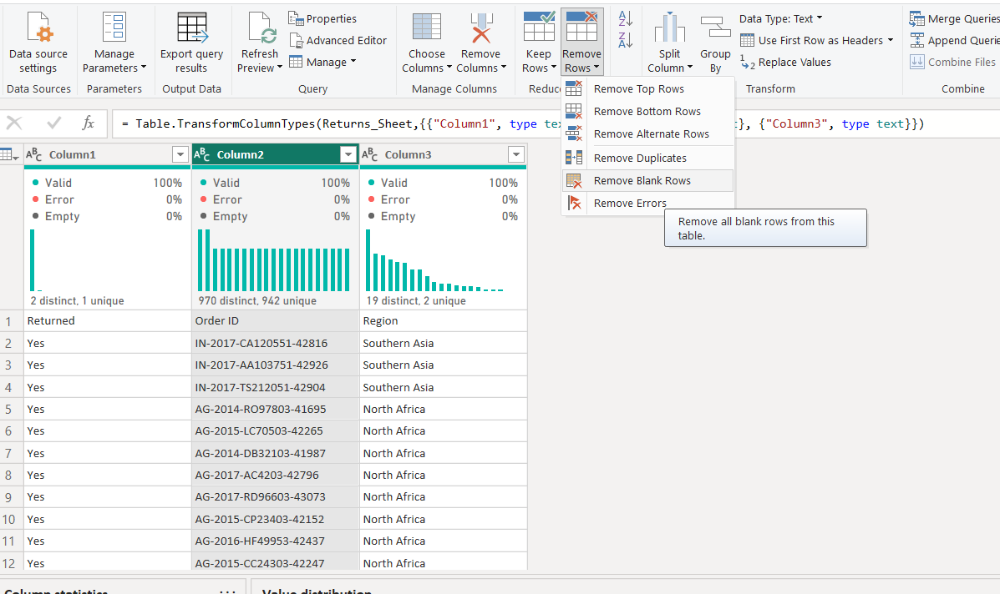 Data source settings
Manage Parameters
Export query results
Refresh Preview
Properties
Advanced Editor
Manage
Choose Columns
Remove Columns
Keep Rows
Remove Rows
A Z
Z A
Split Column
Group By
Data Type: Text
Use First Row as Headers
1 2 Replace Values
Merge Queries
Append Querie
Combine Files
Data Sources
Parameters
Output Data
Query
Manage Columns
Reduc
Transform
Combine
Remove Top Rows
Remove Bottom Rows
Remove Alternate Rows
Remove Duplicates
Remove Blank Rows
Remove Errors
Remove all blank rows from this
table.
fx
= Table.TransformColumnTypes(Returns_Sheet,{{"Column1", type tex }, {"Column3", type text}})
ABC Column1 ABC Column2 ABC Column3
Valid 100% Valid 100% Valid 100%
Error 0% Error 0% Error 0%
Empty 0% Empty 0% Empty 0%
2 distinct, 1 unique 970 distinct, 942 unique 19 distinct, 2 unique
1 Returned Order ID Region
2 Yes IN-2017-CA120551-42816 Southern Asia
3 Yes IN-2017-AA103751-42926 Southern Asia
4 Yes IN-2017-TS212051-42904 Southern Asia
5 Yes AG-2014-RO97803-41695 North Africa
6 Yes AG-2015-LC70503-42265 North Africa
7 Yes AG-2014-DB32103-41987 North Africa
8 Yes AG-2017-AC4203-42796 North Africa
9 Yes AG-2017-RD96603-43073 North Africa
10 Yes AG-2015-CP23403-42152 North Africa
11 Yes AG-2016-HF49953-42437 North Africa
12 Yes AG-2015-CC24303-42247 North Africa
Column statistics ... Value distribution